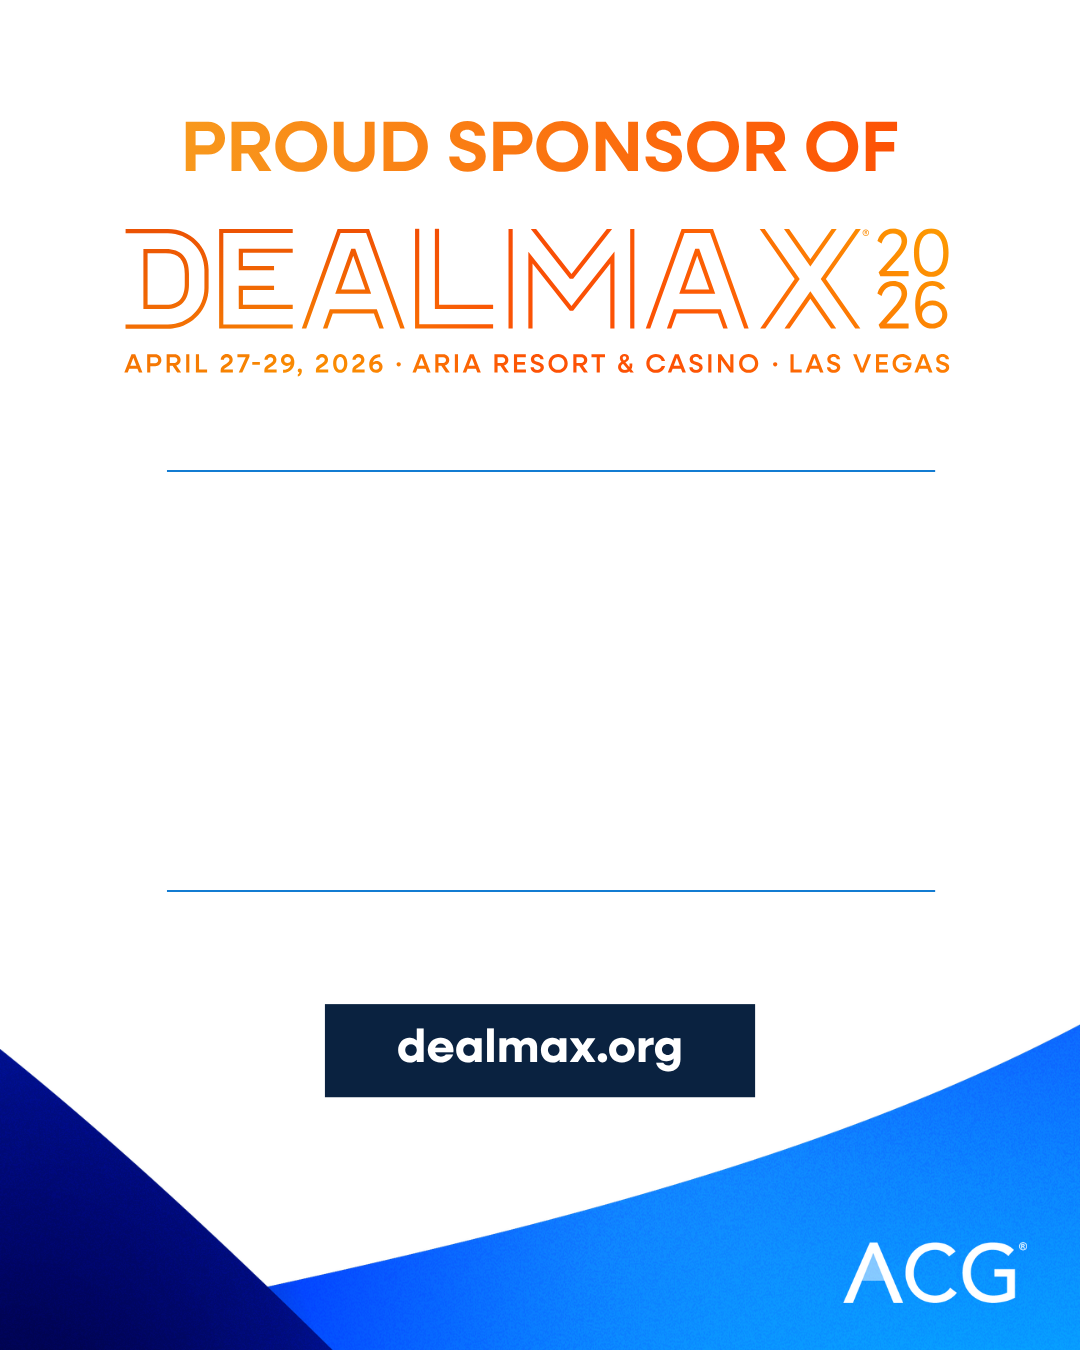 PROUD SPONSOR OF
DEALMAX® 2026
APRIL 27-29, 2026 · ARIA RESORT & CASINO · LAS VEGAS
dealmax.org
ACG®